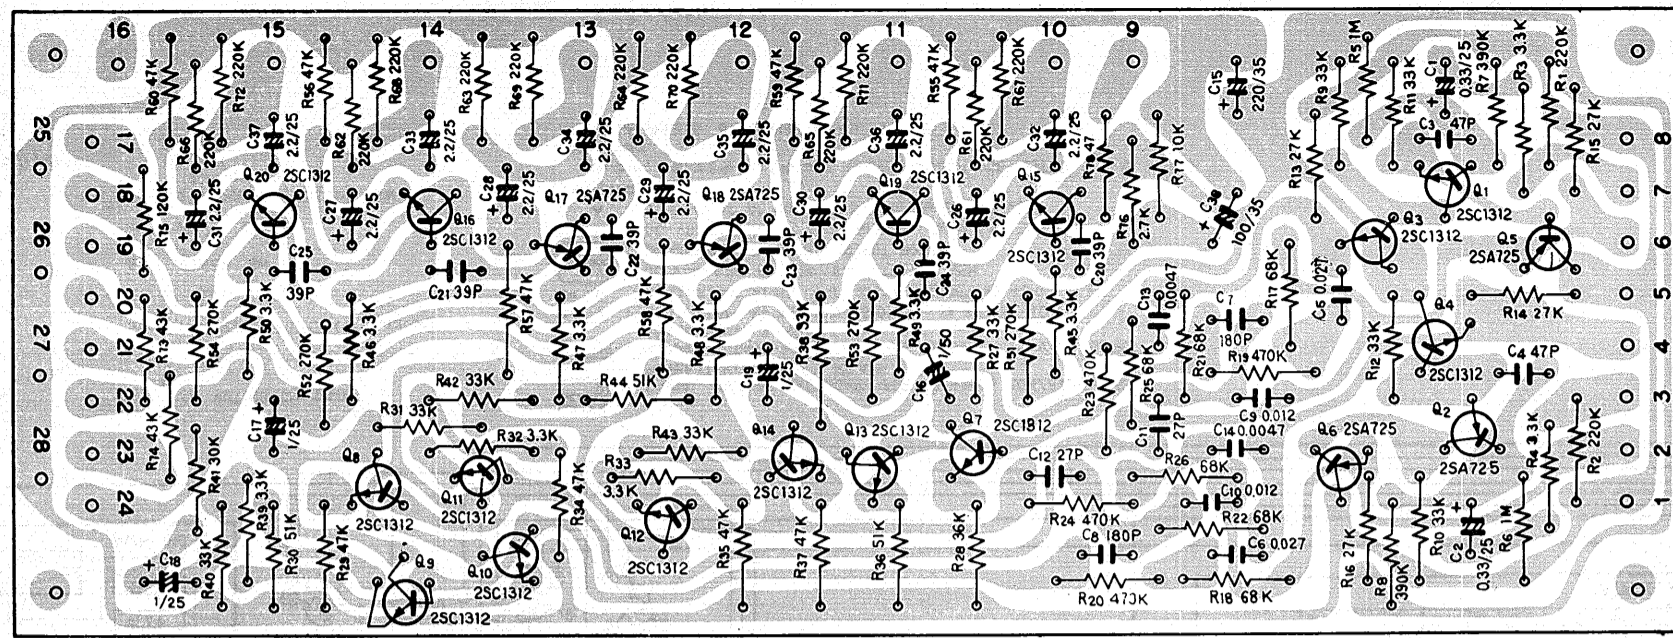 16
15
14
13
12
11
10
9
R60 47K
R66 220K
R72 220K
C37 2.2/25
R56 47K
R62 220K
R68 220K
C33 2.2/25
R63 220K
R69 220K
C34 2.2/25
R64 220K
R70 220K
C35 2.2/25
R59 47K
R65 220K
R71 220K
C36 2.2/25
R55 47K
R61 220K
R67 220K
C32 2.2/25
R78 47
R76 2.7K
R77 10K
C15 220/35
+
R9 33K
R5 1M
R11 33K
C1 0.33/25
+
R7 390K
R3 3.3K
R1 220K
C3 47P
R15 27K
R13 27K
25
17
18
26
19
20
27
21
22
28
23
24
8
7
6
5
4
3
2
1
R15 120K
C31 2.2/25
+
Q20 2SC1312
C27 2.2/25
+
Q16 2SC1312
C28 2.2/25
Q17 2SA725
C29 2.2/25
Q18 2SA725
C30 2.2/25
+
Q19 2SC1312
C26 2.2/25
+
Q15 2SC1312
C38 100/35
+
Q1 2SC1312
Q3 2SC1312
Q5 2SA725
C25 39P
C21 39P
C22 39P
C23 39P
C24 39P
C20 39P
R17 68K
C5 0.027
R13 43K
R54 270K
R50 3.3K
R52 270K
R46 3.3K
R57 47K
R47 3.3K
R58 47K
R48 3.3K
C19 1/25
+
R38 33K
R53 270K
R49 3.3K
C16 1/50
R27 33K
R51 270K
R45 3.3K
C13 0.0047
C7 180P
R21 68K
R25 68K
R23 470K
R19 470K
R12 33K
Q4 2SC1312
R14 27K
C4 47P
R14 43K
C17 1/25
+
R42 33K
R44 51K
R31 33K
R32 3.3K
R43 33K
R33 3.3K
Q14 2SC1312
Q13 2SC1312
Q7 2SC1312
C11 27P
C9 0.012
C14 0.0047
C12 27P
R26 68K
Q6 2SA725
Q2 2SA725
R4 3.3K
R2 220K
R41 30K
R39 3.3K
Q8 2SC1312
Q11 2SC1312
R34 47K
Q12 2SC1312
R35 47K
R37 47K
R36 51K
R28 36K
R24 470K
C10 0.012
R22 68K
C8 180P
C6 0.027
R20 470K
R18 68K
R16 27K
R8 390K
R10 33K
C2 0.33/25
R6 1M
C18 1/25
+
R40 33K
R30 51K
R29 47K
Q9 2SC1312
Q10 2SC1312